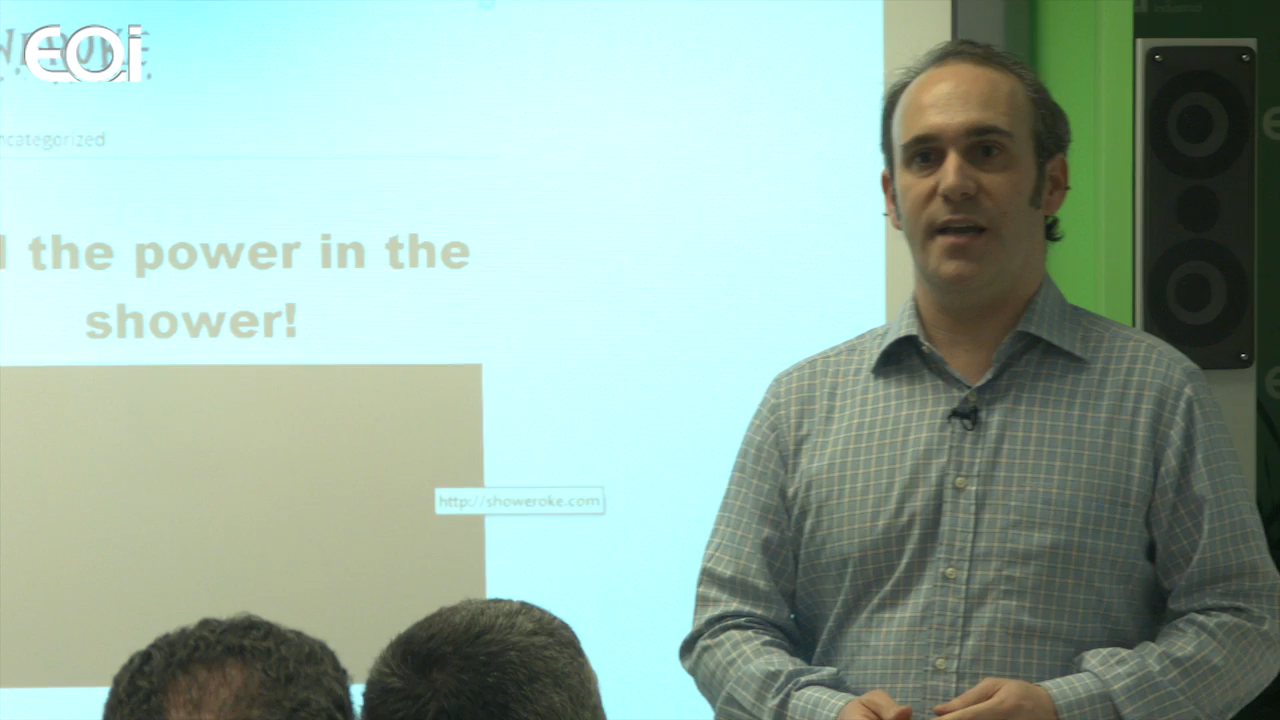 EOi
ncategorized
the power in the
shower!
http://showeroke.com